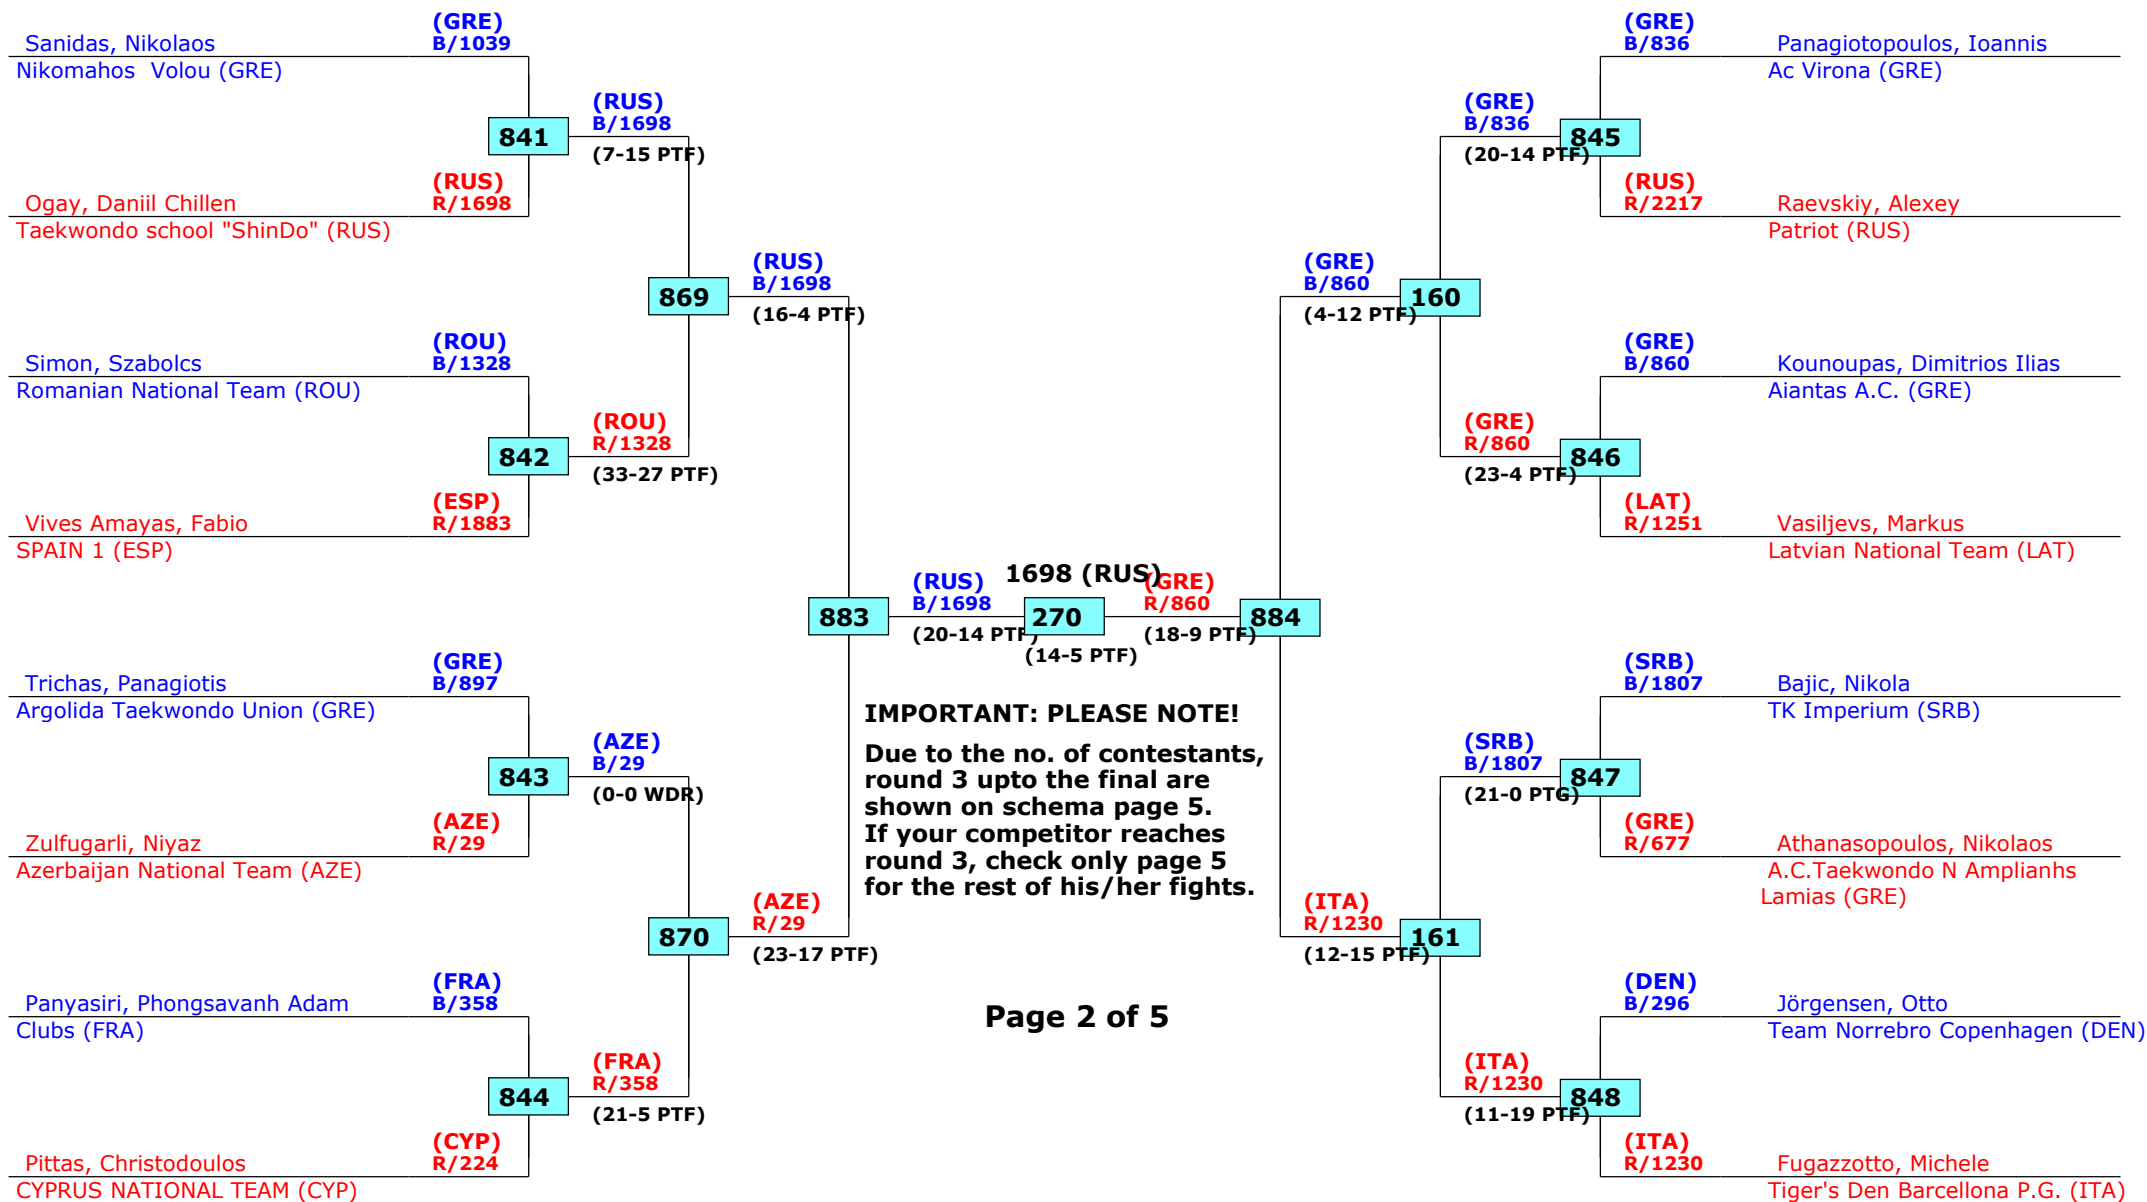 (GRE)
B/1039
Sanidas, Nikolaos
Nikomahos  Volou (GRE)
841
(RUS)
R/1698
Ogay, Daniil Chillen
Taekwondo school "ShinDo" (RUS)
(RUS)
B/1698
(7-15 PTF)
869
(RUS)
B/1698
(16-4 PTF)
(ROU)
B/1328
Simon, Szabolcs
Romanian National Team (ROU)
842
(ROU)
R/1328
(33-27 PTF)
(ESP)
R/1883
Vives Amayas, Fabio
SPAIN 1 (ESP)
883
(RUS)
B/1698
(20-14 PTF)
1698 (RUS)
270
(14-5 PTF)
(GRE)
R/860
(18-9 PTF)
884
(GRE)
B/897
Trichas, Panagiotis
Argolida Taekwondo Union (GRE)
843
(AZE)
B/29
(0-0 WDR)
(AZE)
R/29
Zulfugarli, Niyaz
Azerbaijan National Team (AZE)
870
(AZE)
R/29
(23-17 PTF)
(FRA)
B/358
Panyasiri, Phongsavanh Adam
Clubs (FRA)
844
(FRA)
R/358
(21-5 PTF)
(CYP)
R/224
Pittas, Christodoulos
CYPRUS NATIONAL TEAM (CYP)
IMPORTANT: PLEASE NOTE!
Due to the no. of contestants,
round 3 upto the final are
shown on schema page 5.
If your competitor reaches
round 3, check only page 5
for the rest of his/her fights.
Page 2 of 5
(GRE)
B/836
Panagiotopoulos, Ioannis
Ac Virona (GRE)
(GRE)
B/836
(20-14 PTF)
845
(RUS)
R/2217
Raevskiy, Alexey
Patriot (RUS)
(GRE)
B/860
(4-12 PTF)
160
(GRE)
B/860
Kounoupas, Dimitrios Ilias
Aiantas A.C. (GRE)
(GRE)
R/860
(23-4 PTF)
846
(LAT)
R/1251
Vasiljevs, Markus
Latvian National Team (LAT)
(SRB)
B/1807
Bajic, Nikola
TK Imperium (SRB)
(SRB)
B/1807
(21-0 PTG)
847
(GRE)
R/677
Athanasopoulos, Nikolaos
A.C.Taekwondo N Amplianhs
Lamias (GRE)
(ITA)
R/1230
(12-15 PTF)
161
(DEN)
B/296
Jörgensen, Otto
Team Norrebro Copenhagen (DEN)
(ITA)
R/1230
(11-19 PTF)
848
(ITA)
R/1230
Fugazzotto, Michele
Tiger's Den Barcellona P.G. (ITA)